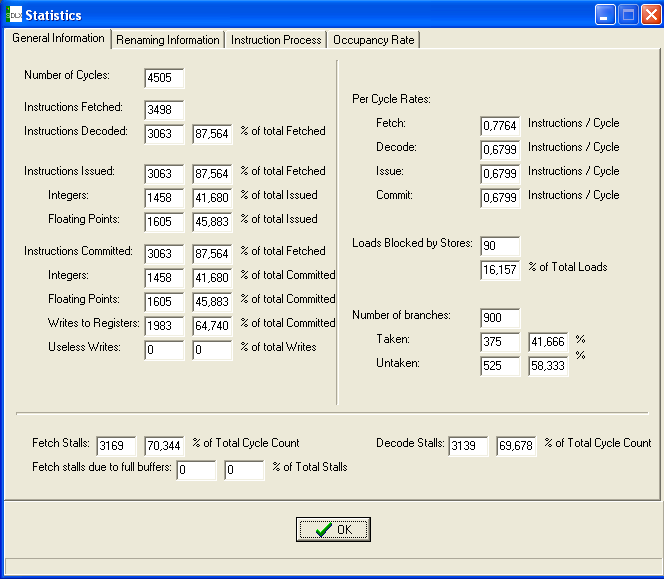 Statistics
General Information Renaming Information Instruction Process Occupancy Rate
Number of Cycles: 4505
Instructions Fetched: 3498
Instructions Decoded: 3063 87,564 % of total Fetched
Instructions Issued: 3063 87,564 % of total Fetched
Integers: 1458 41,680 % of total Issued
Floating Points: 1605 45,883 % of total Issued
Instructions Committed: 3063 87,564 % of total Fetched
Integers: 1458 41,680 % of total Committed
Floating Points: 1605 45,883 % of total Committed
Writes to Registers: 1983 64,740 % of total Committed
Useless Writes: 0 0 % of total Writes
Per Cycle Rates:
Fetch: 0,7764 Instructions / Cycle
Decode: 0,6799 Instructions / Cycle
Issue: 0,6799 Instructions / Cycle
Commit: 0,6799 Instructions / Cycle
Loads Blocked by Stores: 90
16,157 % of Total Loads
Number of branches: 900
Taken: 375 41,666 %
Untaken: 525 58,333 %
Fetch Stalls: 3169 70,344 % of Total Cycle Count
Fetch stalls due to full buffers: 0 0 % of Total Stalls
Decode Stalls: 3139 69,678 % of Total Cycle Count
OK